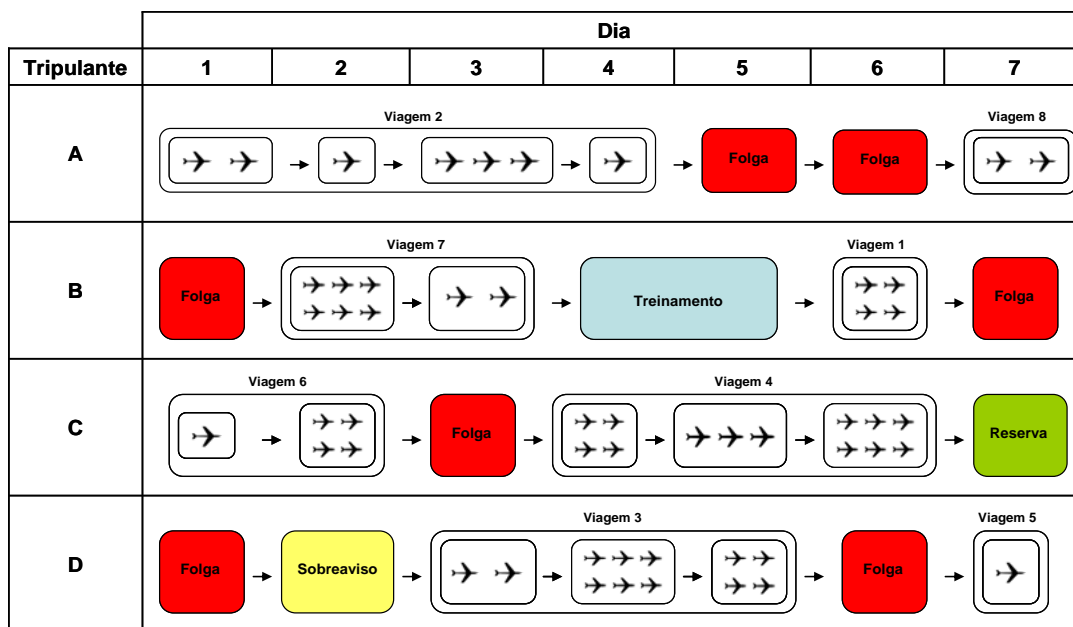 Dia
Tripulante 1 2 3 4 5 6 7
Viagem 2 Viagem 8
A Folga Folga
Viagem 7 Viagem 1
B Folga Treinamento Folga
Viagem 6 Viagem 4
C Folga Reserva
Viagem 3 Viagem 5
D Folga Sobreaviso Folga